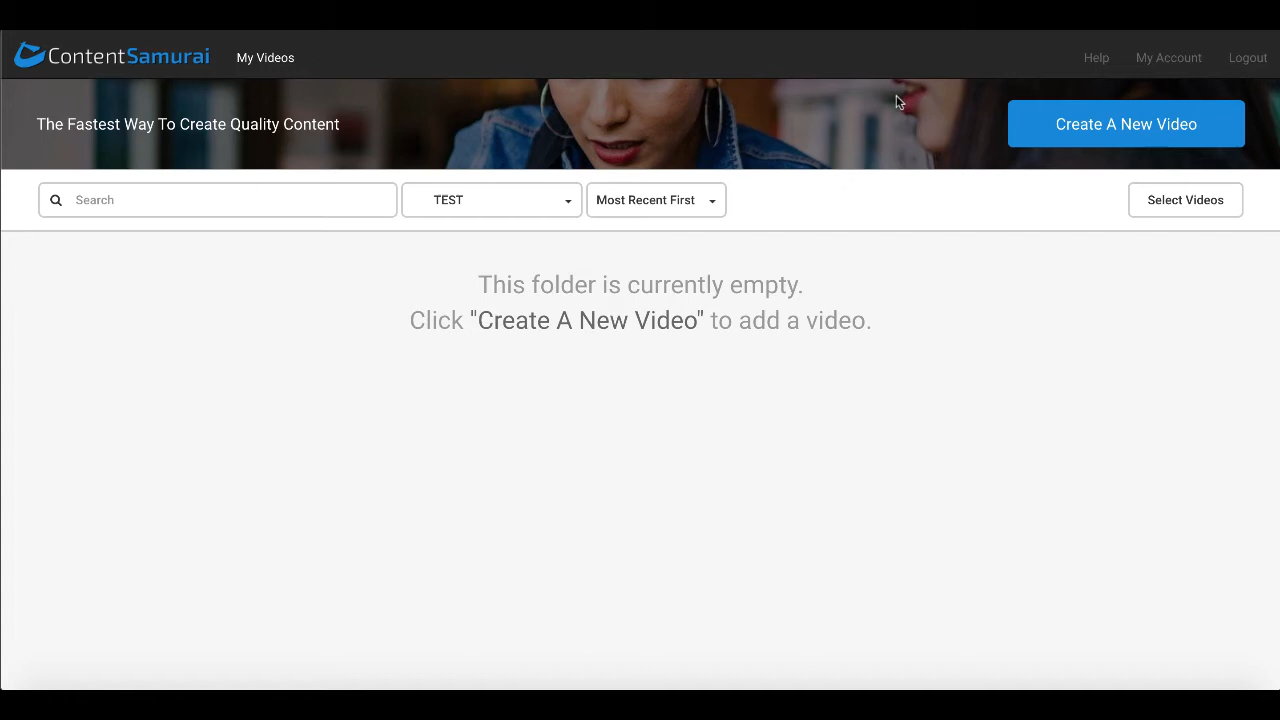 ContentSamurai
My Videos
Help
My Account
Logout
The Fastest Way To Create Quality Content
Create A New Video
Search
TEST
Most Recent First
Select Videos
This folder is currently empty.
Click "Create A New Video" to add a video.